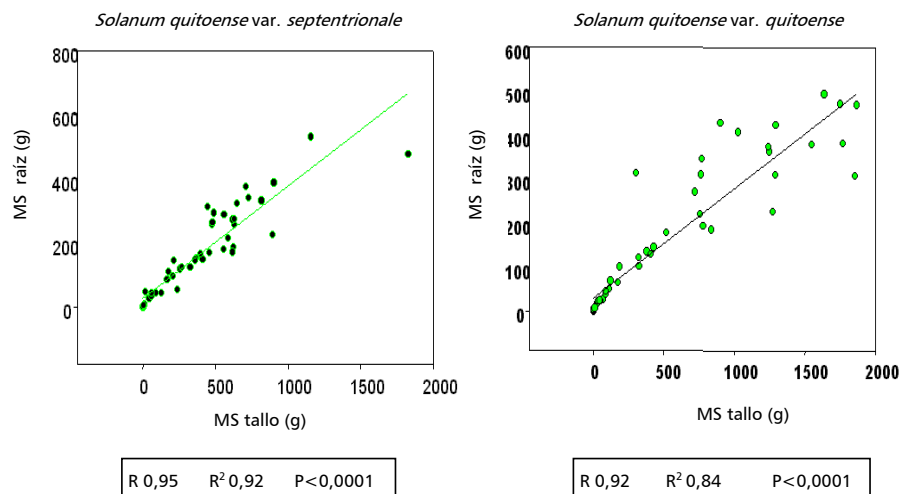 Solanum quitoense var. septentrionale
800
600
400
200
0
MS raíz (g)
0 500 1000 1500 2000
MS tallo (g)
R 0,95 R² 0,92 P<0,0001
Solanum quitoense var. quitoense
600
500
400
300
200
100
0
MS raíz (g)
0 500 1000 1500 2000
MS tallo (g)
R 0,92 R² 0,84 P<0,0001